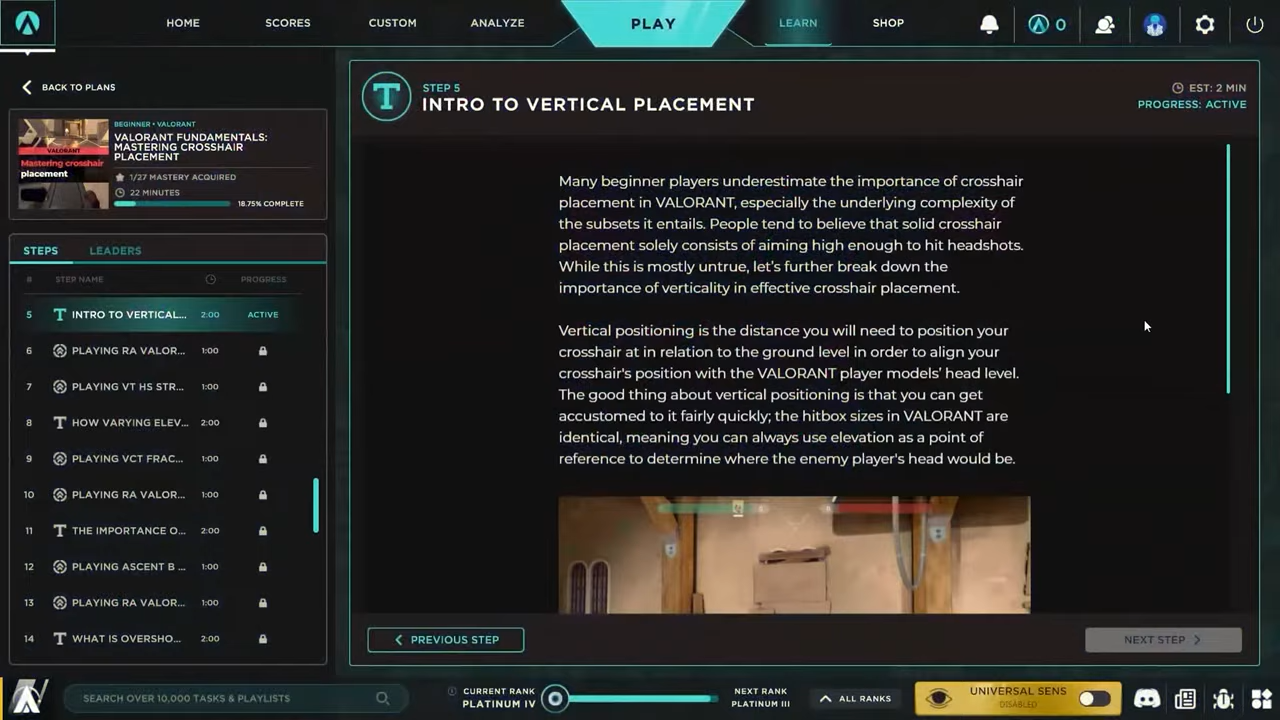 HOME
SCORES
CUSTOM
ANALYZE
PLAY
LEARN
SHOP
0
BACK TO PLANS
BEGINNER • VALORANT
VALORANT FUNDAMENTALS:
MASTERING CROSSHAIR
PLACEMENT
VALORANT
Mastering crosshair
placement
1/27 MASTERY ACQUIRED
22 MINUTES
18.75% COMPLETE
STEPS LEADERS
# STEP NAME PROGRESS
5 T INTRO TO VERTICAL... 2:00 ACTIVE
6 PLAYING RA VALOR... 1:00
7 PLAYING VT HS STR... 1:00
8 T HOW VARYING ELEV... 2:00
9 PLAYING VCT FRAC... 1:00
10 PLAYING RA VALOR... 1:00
11 T THE IMPORTANCE O... 2:00
12 PLAYING ASCENT B ... 1:00
13 PLAYING RA VALOR... 1:00
14 T WHAT IS OVERSHO... 2:00
T
STEP 5
INTRO TO VERTICAL PLACEMENT
EST: 2 MIN
PROGRESS: ACTIVE
Many beginner players underestimate the importance of crosshair
placement in VALORANT, especially the underlying complexity of
the subsets it entails. People tend to believe that solid crosshair
placement solely consists of aiming high enough to hit headshots.
While this is mostly untrue, let's further break down the
importance of verticality in effective crosshair placement.
Vertical positioning is the distance you will need to position your
crosshair at in relation to the ground level in order to align your
crosshair's position with the VALORANT player models' head level.
The good thing about vertical positioning is that you can get
accustomed to it fairly quickly; the hitbox sizes in VALORANT are
identical, meaning you can always use elevation as a point of
reference to determine where the enemy player's head would be.
PREVIOUS STEP
NEXT STEP
SEARCH OVER 10,000 TASKS & PLAYLISTS
CURRENT RANK
PLATINUM IV
NEXT RANK
PLATINUM III
ALL RANKS
UNIVERSAL SENS
DISABLED